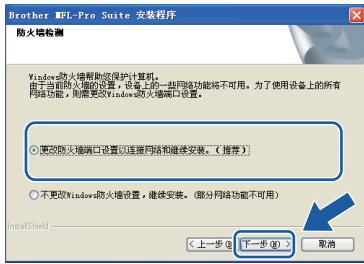 Brother MFL-Pro Suite 安装程序
防火墙检测
Windows防火墙帮助您保护计算机。
由于当前防火墙的设置，设备上的一些网络功能将不可用。为了使用设备上的所有
网络功能，则需更改Windows防火墙端口设置。
更改防火墙端口设置以连接网络和继续安装。(推荐)
不更改Windows防火墙设置，继续安装。(部分网络功能不可用)
InstallShield
< 上一步(B) 下一步(N) > 取消